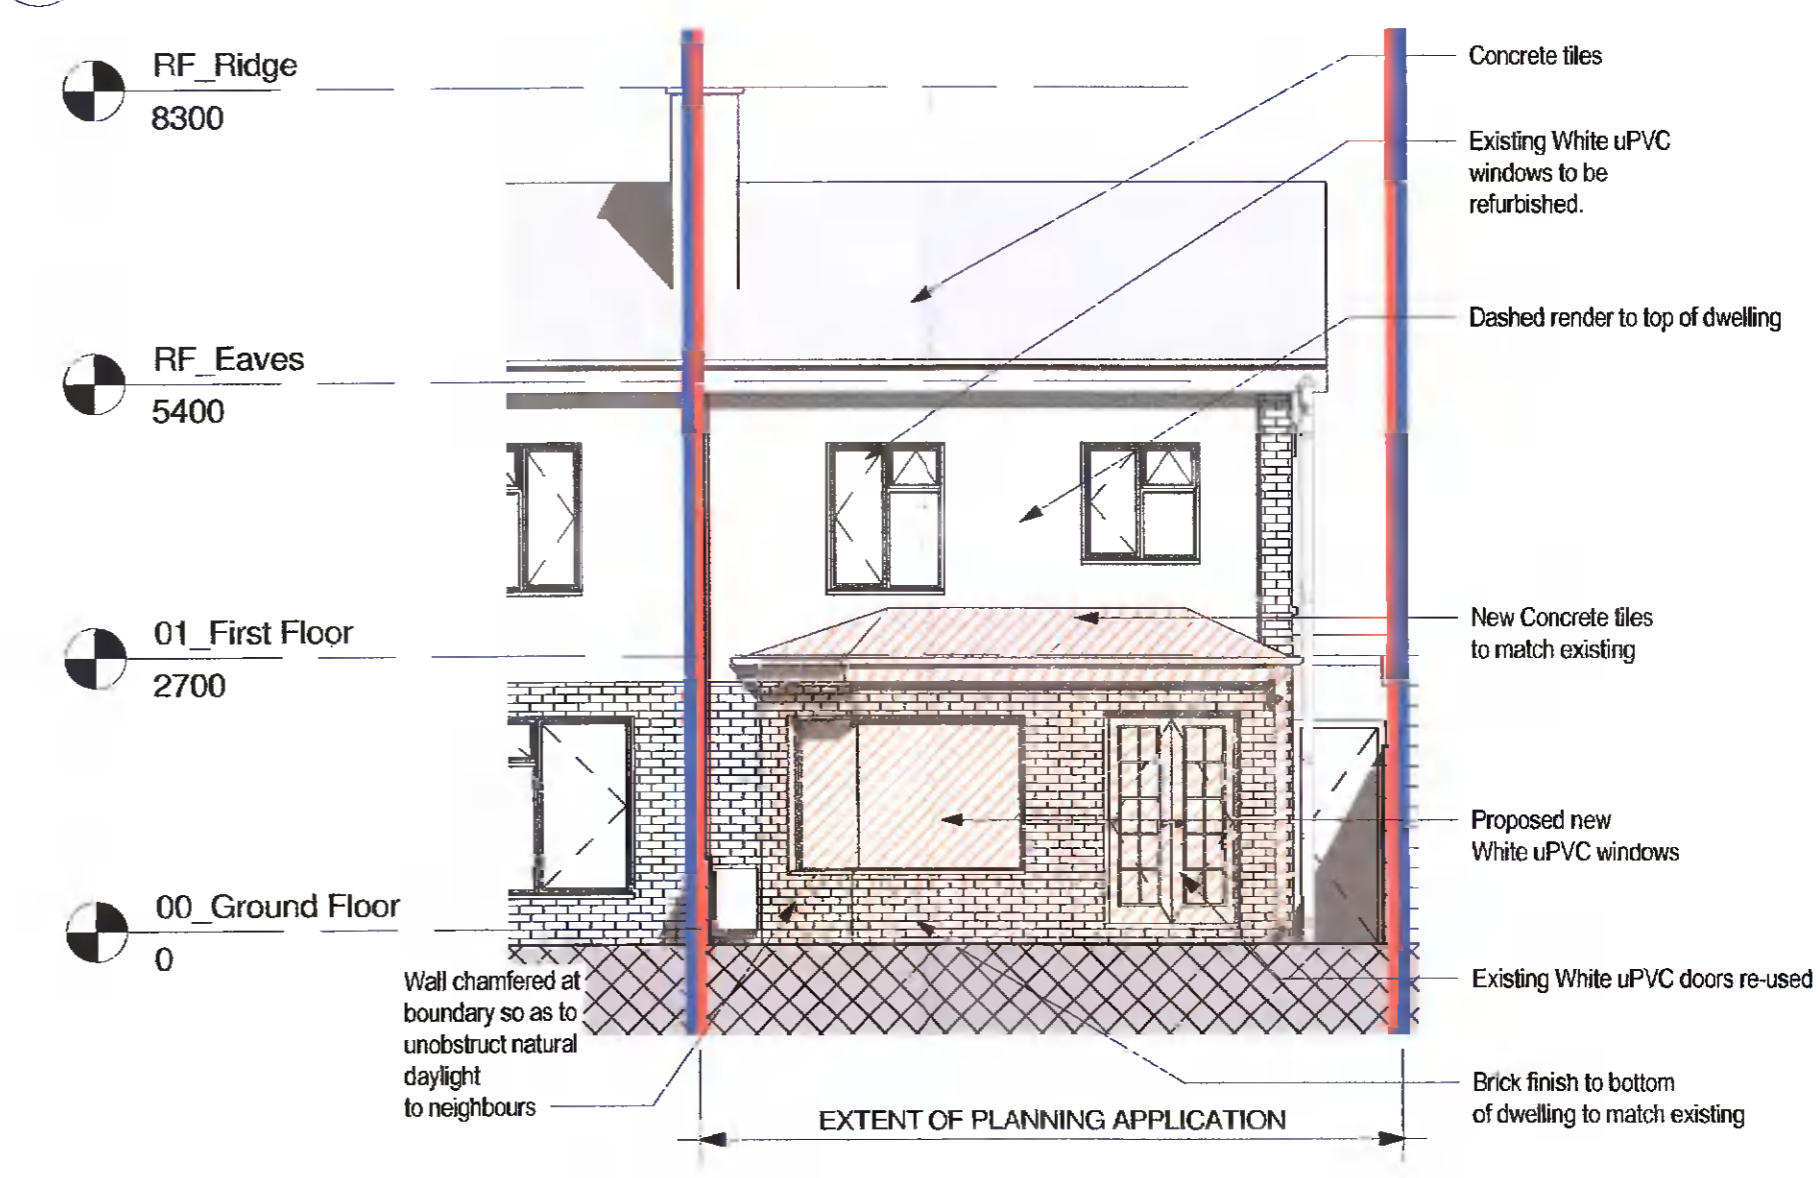 RF_Ridge
8300
RF_Eaves
5400
01_First Floor
2700
00_Ground Floor
0
Wall chamfered at
boundary so as to
unobstruct natural
daylight
to neighbours
EXTENT OF PLANNING APPLICATION
Concrete tiles
Existing White uPVC
windows to be
refurbished.
Dashed render to top of dwelling
New Concrete tiles
to match existing
Proposed new
White uPVC windows
Existing White uPVC doors re-used
Brick finish to bottom
of dwelling to match existing